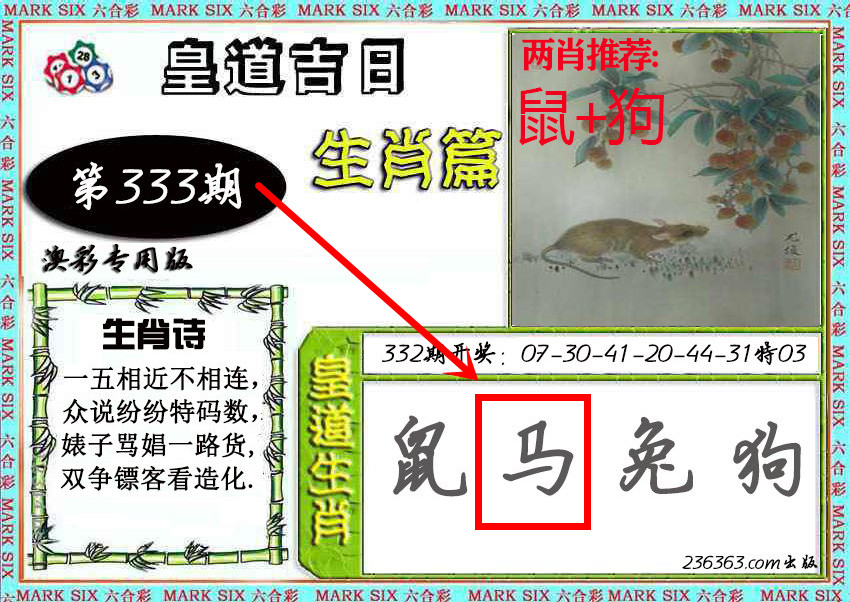 MARK SIX 六合彩 MARK SIX 六合彩 MARK SIX 六合彩 MARK SIX 六合彩 MARK SIX 六合彩 MARK SIX 六合彩
28
1
3
皇道吉日
生肖篇
第333期
澳彩专用版
两肖推荐:
鼠+狗
生肖诗
一五相近不相连，
众说纷纷特码数，
婊子骂娼一路货，
双争镖客看造化.
332期开奖：07-30-41-20-44-31特03
皇道生肖
鼠 马 兔 狗
236363.com出版
MARK SIX 六合彩 MARK SIX 六合彩 MARK SIX 六合彩 MARK SIX 六合彩 MARK SIX 六合彩 MARK SIX 六合彩